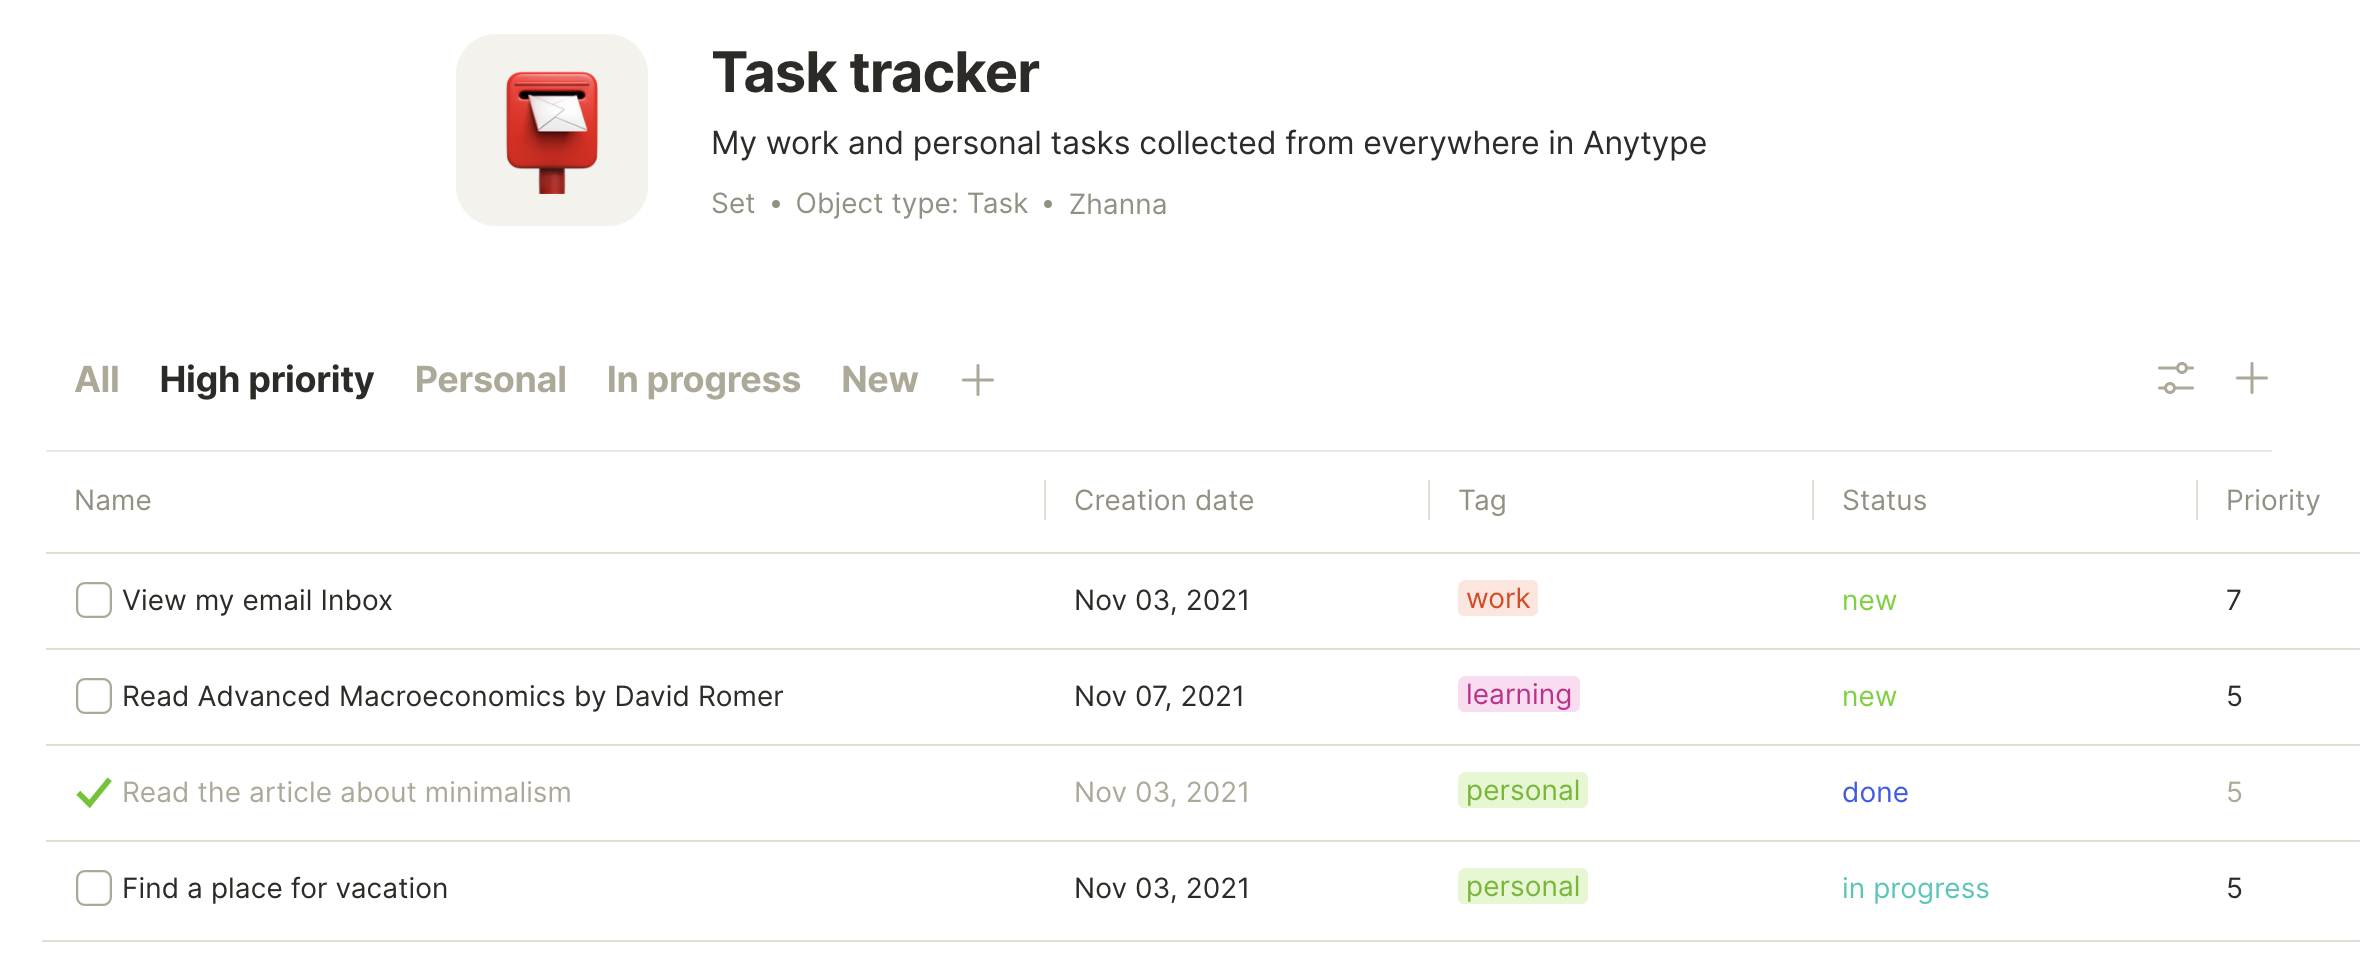 Task tracker
My work and personal tasks collected from everywhere in Anytype
Set • Object type: Task • Zhanna
All High priority Personal In progress New
Name Creation date Tag Status Priority
View my email Inbox Nov 03, 2021 work new 7
Read Advanced Macroeconomics by David Romer Nov 07, 2021 learning new 5
Read the article about minimalism Nov 03, 2021 personal done 5
Find a place for vacation Nov 03, 2021 personal in progress 5